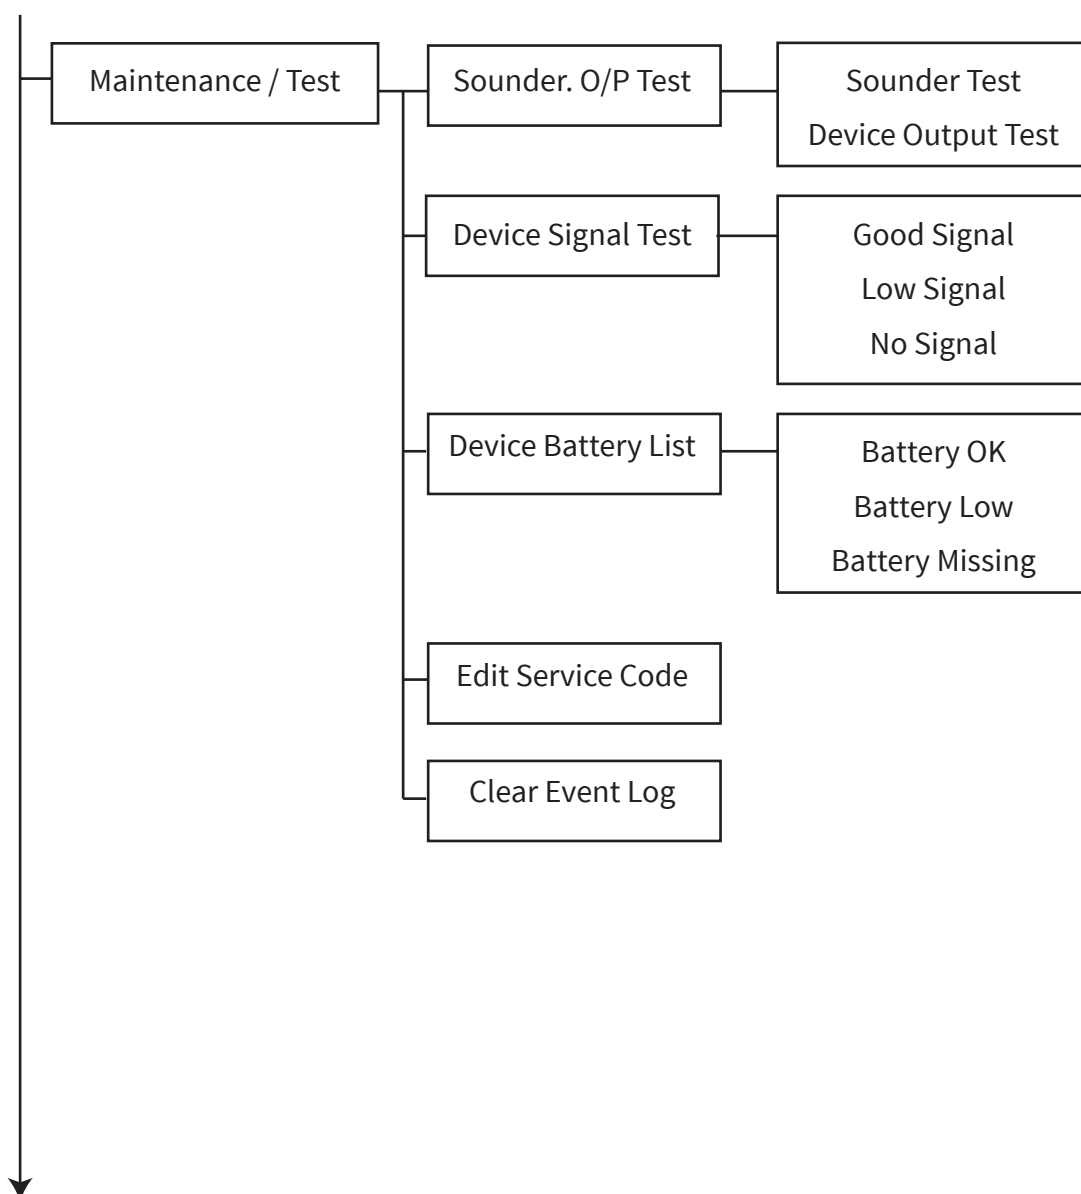 Maintenance / Test
Sounder. O/P Test
Sounder Test
Device Output Test
Device Signal Test
Good Signal
Low Signal
No Signal
Device Battery List
Battery OK
Battery Low
Battery Missing
Edit Service Code
Clear Event Log